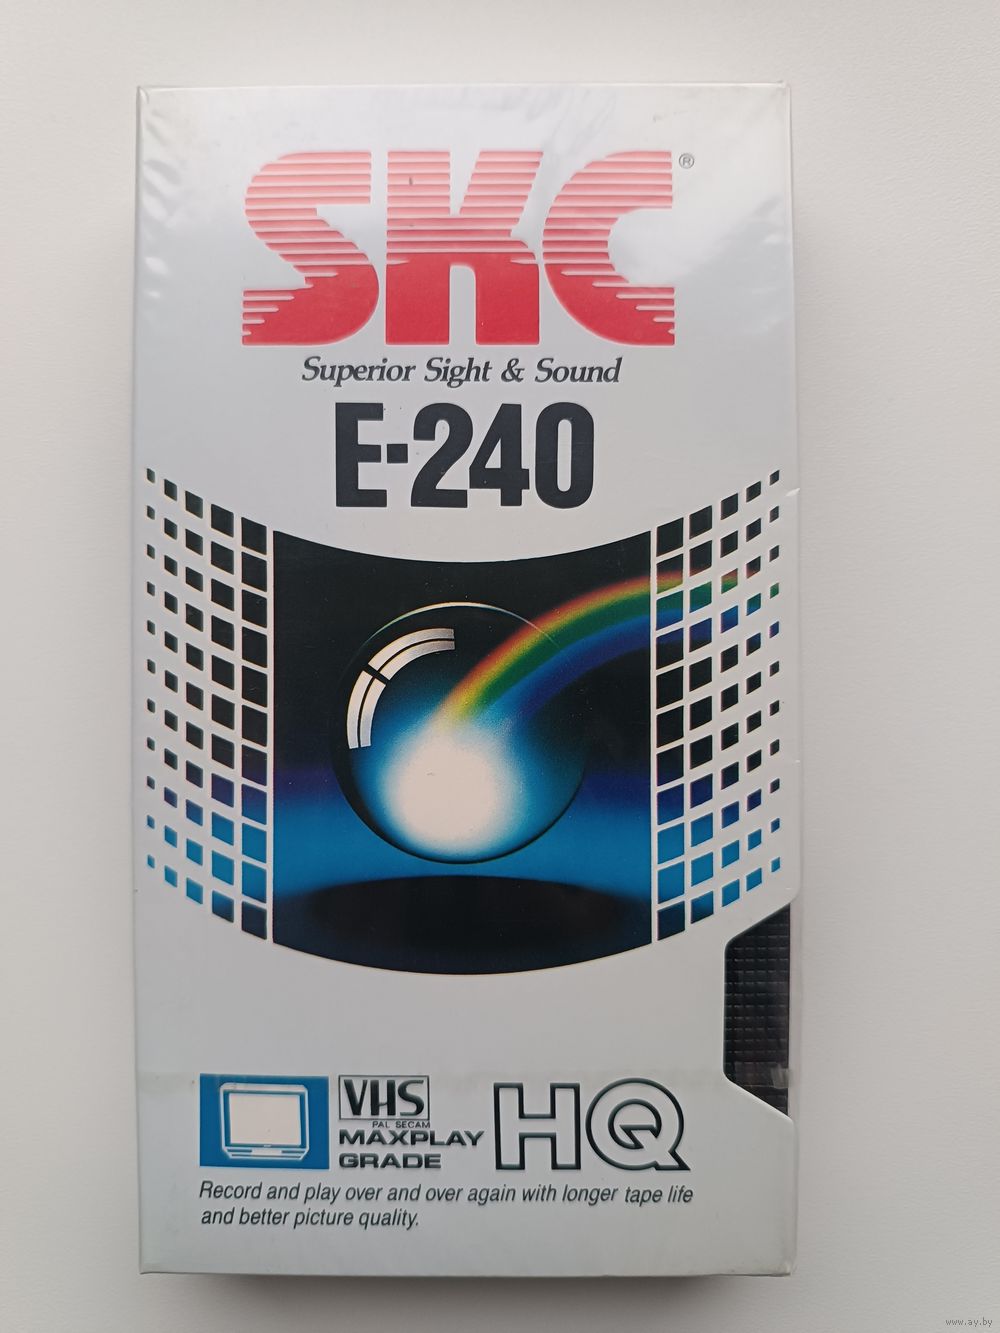 SKC®
Superior Sight & Sound
E-240
VHS
PAL SECAM
MAXPLAY
GRADE
HQ
Record and play over and over again with longer tape life
and better picture quality.
www.ay.by